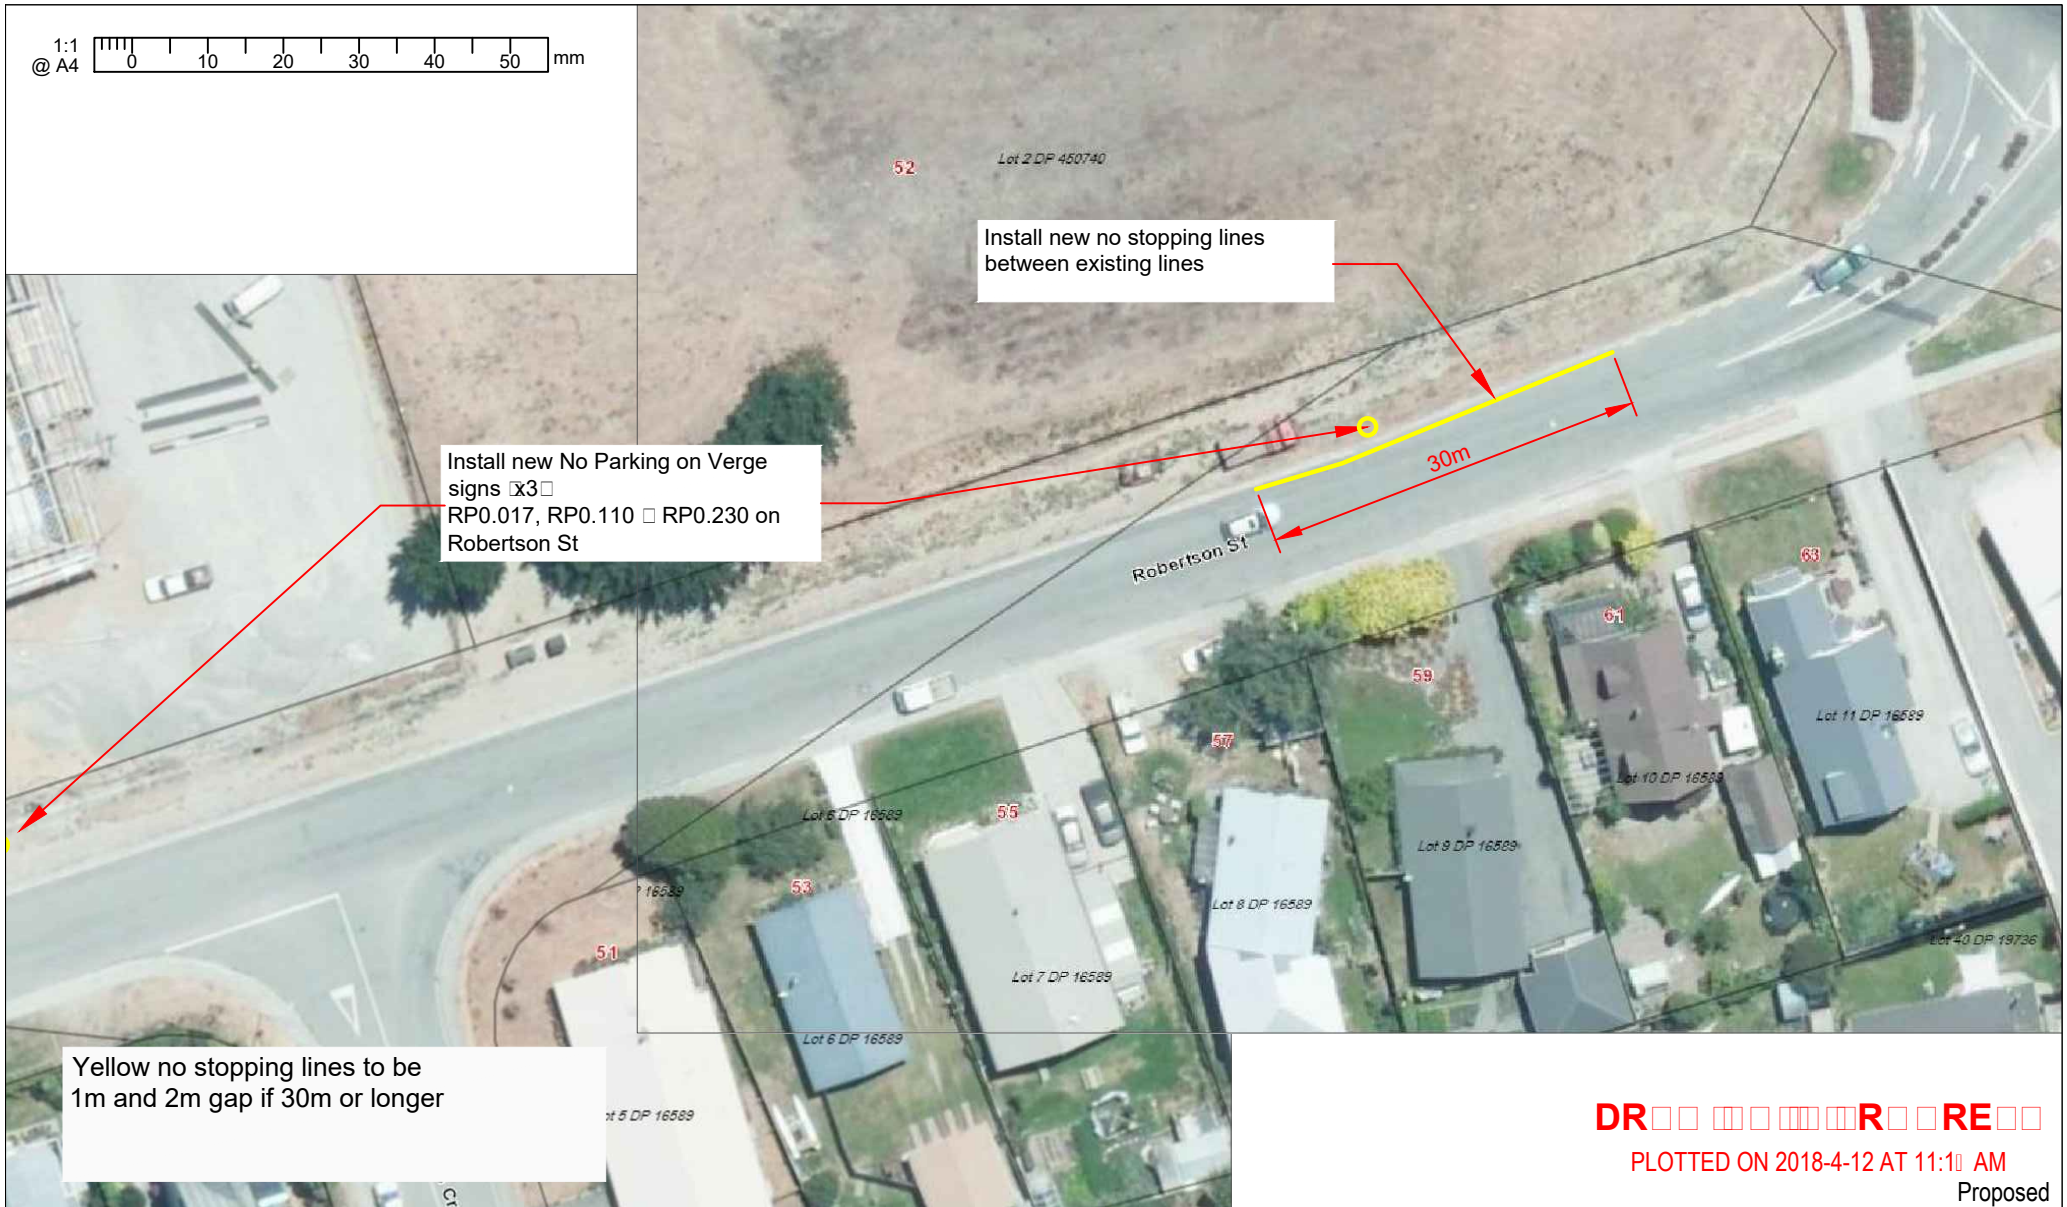 1:1
@ A4
0 10 20 30 40 50 mm
52
Lot 2 DP 450740
Install new no stopping lines
between existing lines
Install new No Parking on Verge
signs x3
RP0.017, RP0.110 RP0.230 on
Robertson St
30m
Robertson St
63
61
59
57
55
53
51
Lot 11 DP 16589
Lot 10 DP 16589
Lot 6 DP 16589
Lot 9 DP 16589
DP 16589
Lot 8 DP 16589
Lot 40 DP 19736
Lot 7 DP 16589
Lot 6 DP 16589
Lot 5 DP 16589
Yellow no stopping lines to be
1m and 2m gap if 30m or longer
Cr
PLOTTED ON 2018-4-12 AT AM
Proposed